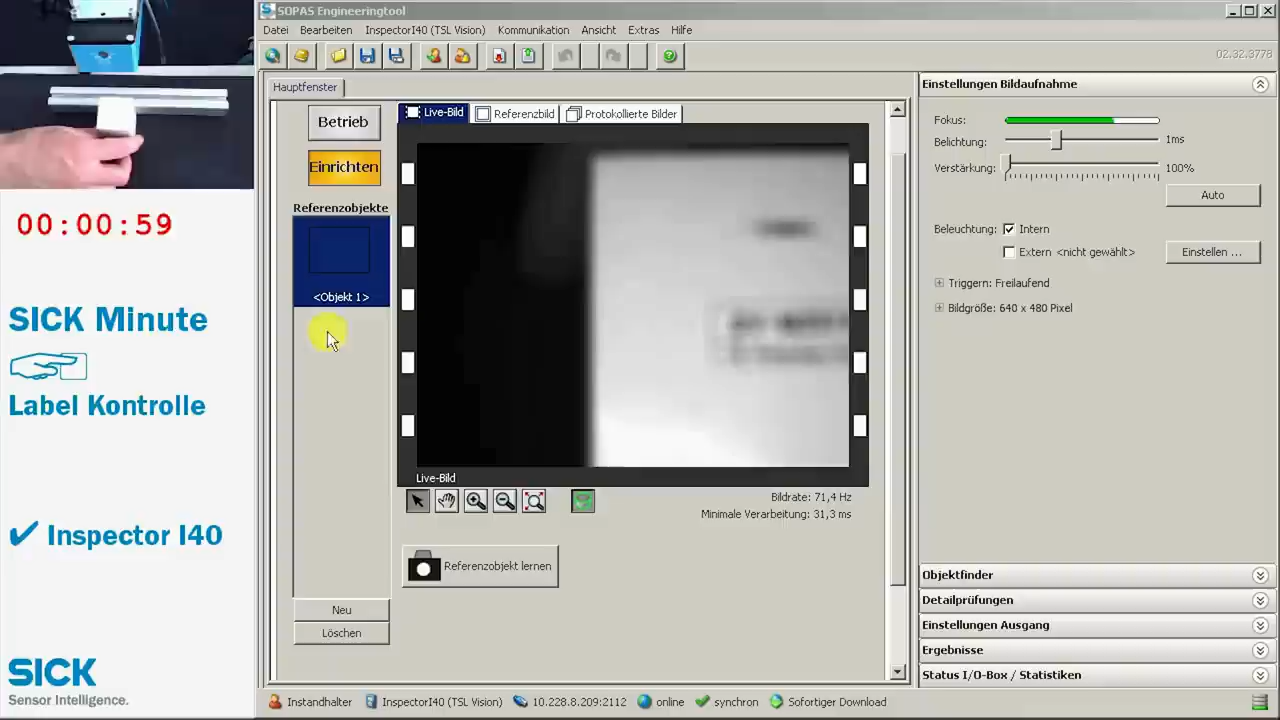 SOPAS Engineeringtool
Datei Bearbeiten InspectorI40 (TSL Vision) Kommunikation Ansicht Extras Hilfe
02.32.3778
Hauptfenster
Betrieb
Einrichten
Referenzobjekte
<Objekt 1>
Neu
Löschen
Live-Bild Referenzbild Protokollierte Bilder
Live-Bild
Bildrate: 71,4 Hz
Minimale Verarbeitung: 31,3 ms
Referenzobjekt lernen
Einstellungen Bildaufnahme
Fokus:
Belichtung: 1ms
Verstärkung: 100%
Auto
Beleuchtung: Intern
Extern <nicht gewählt> Einstellen ...
Triggern: Freilaufend
Bildgröße: 640 x 480 Pixel
Objektfinder
Detailprüfungen
Einstellungen Ausgang
Ergebnisse
Status I/O-Box / Statistiken
Instandhalter InspectorI40 (TSL Vision) 10.228.8.209:2112 online synchron Sofortiger Download
00:00:59
SICK Minute
Label Kontrolle
Inspector I40
SICK
Sensor Intelligence.